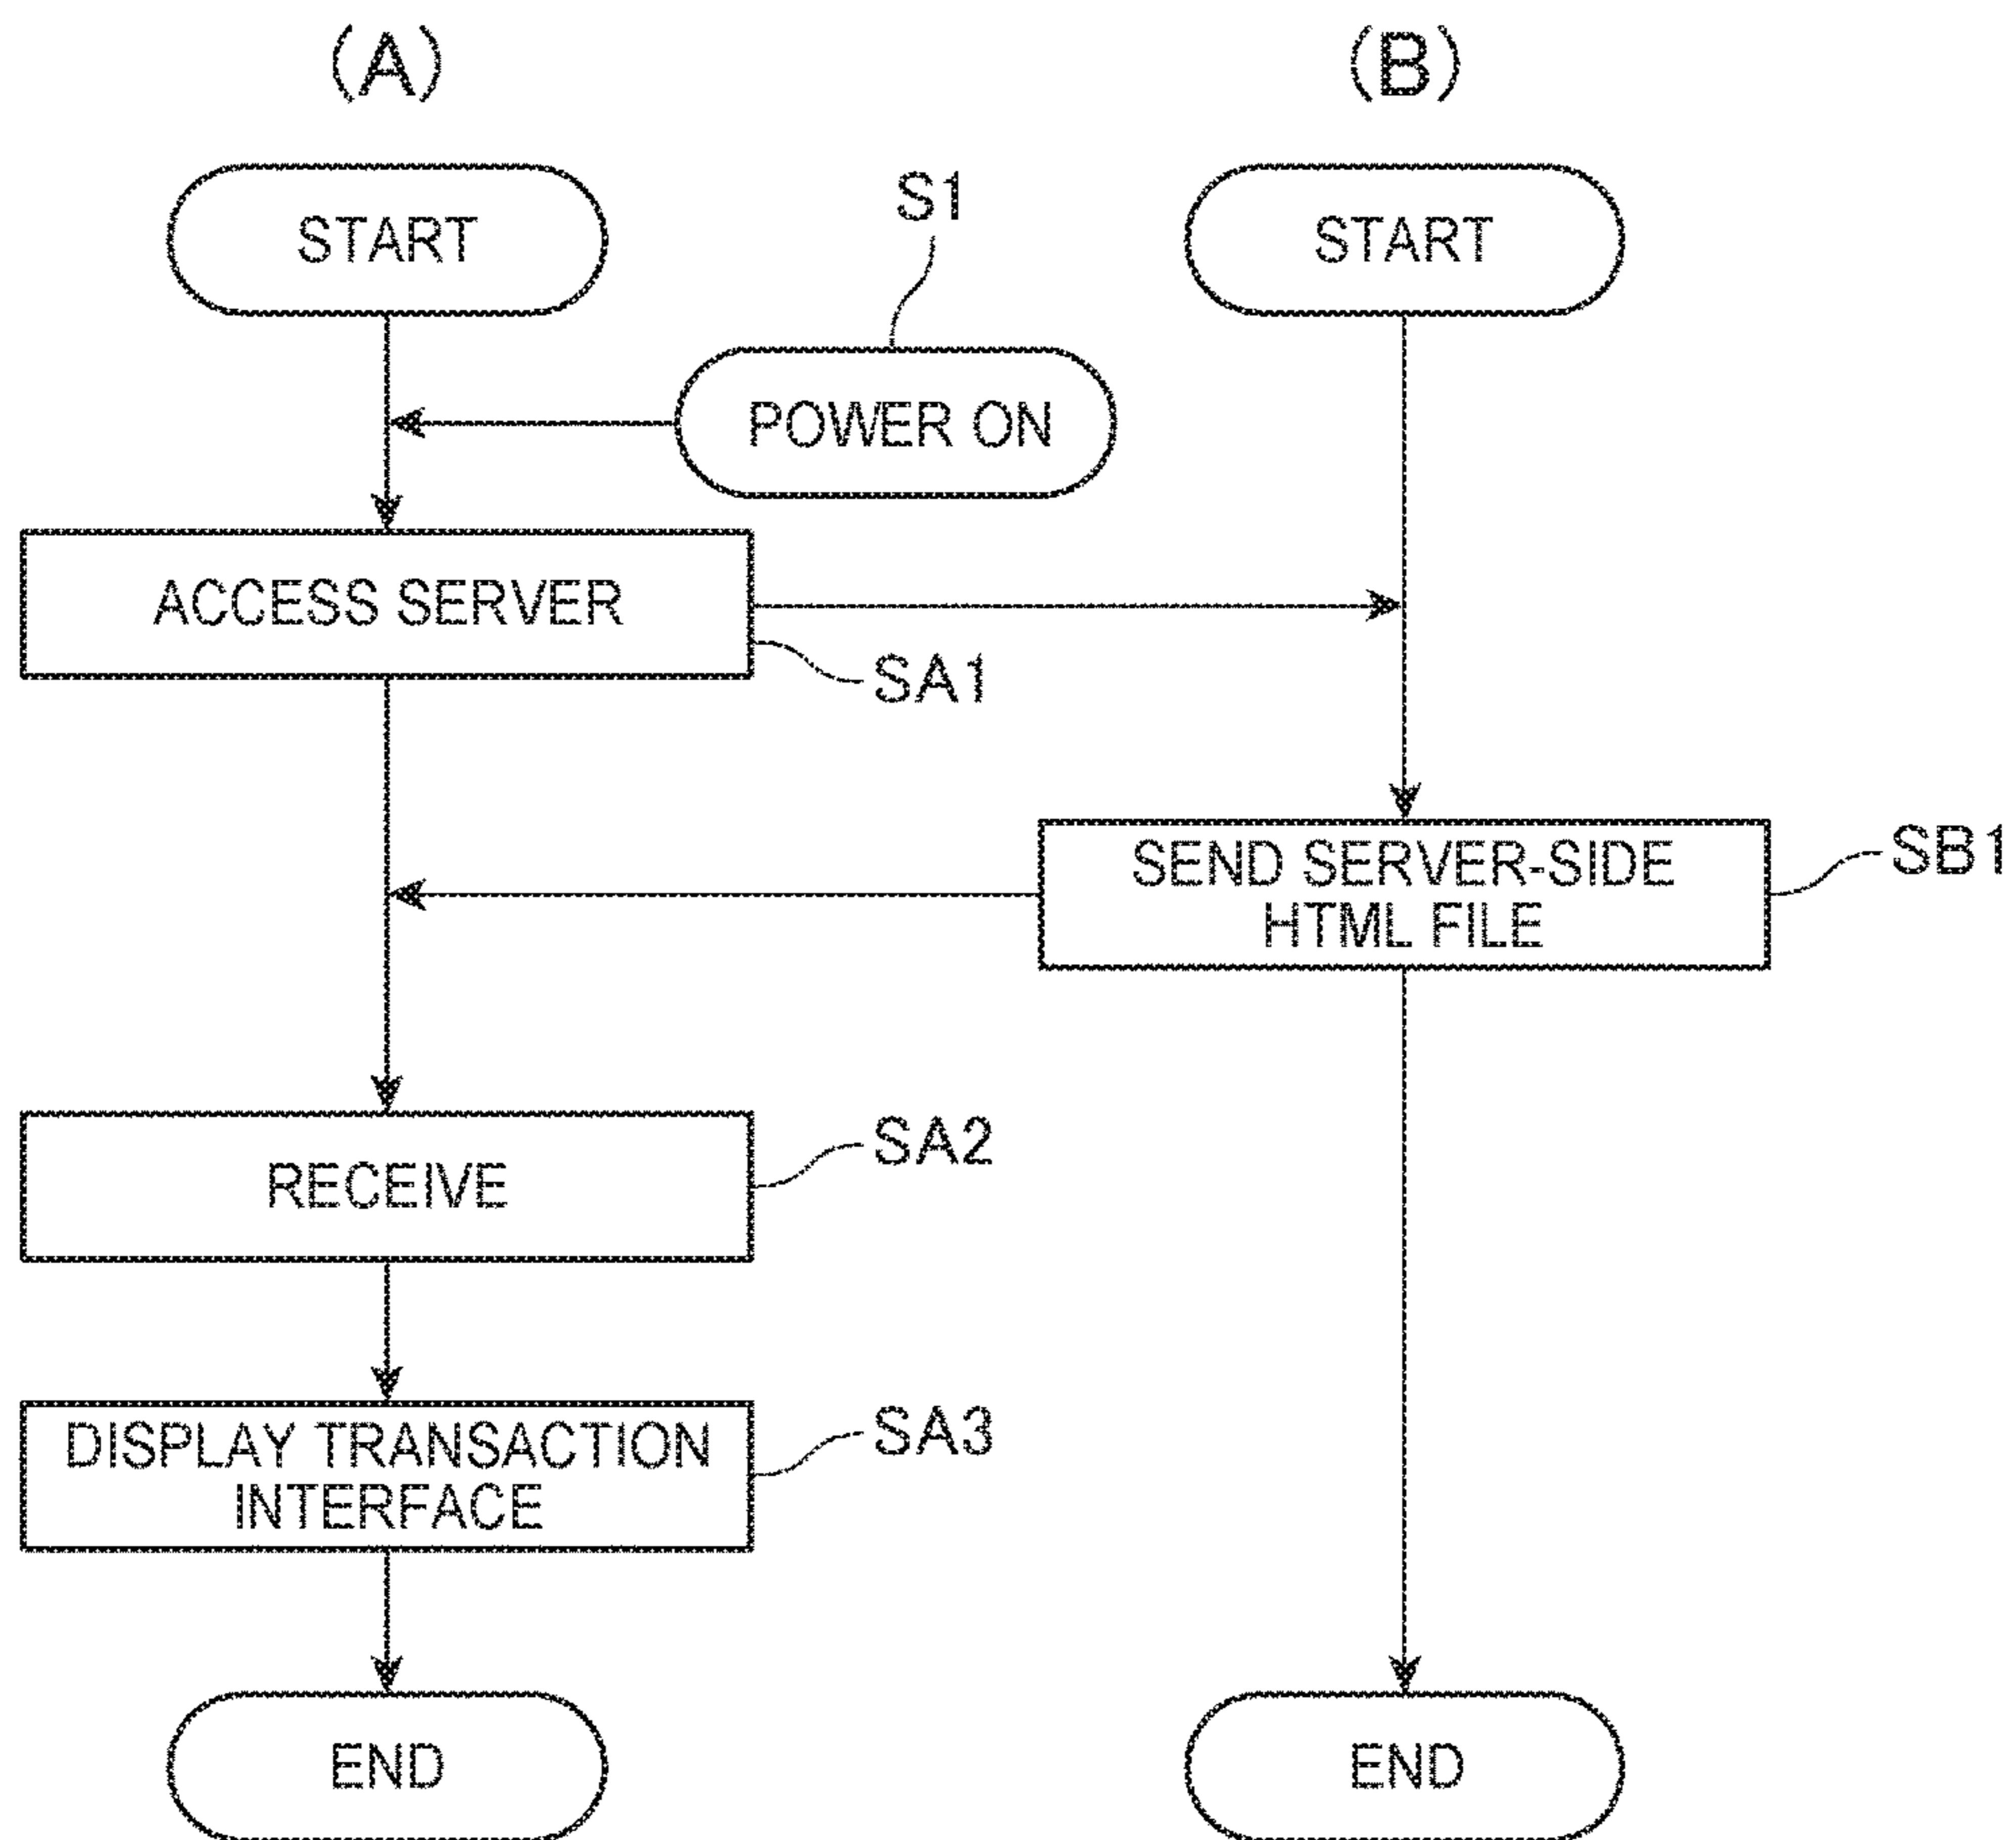 (A)
(B)
START
S1
START
POWER ON
ACCESS SERVER
SA1
SEND SERVER-SIDE
HTML FILE
SB1
RECEIVE
SA2
DISPLAY TRANSACTION
INTERFACE
SA3
END
END